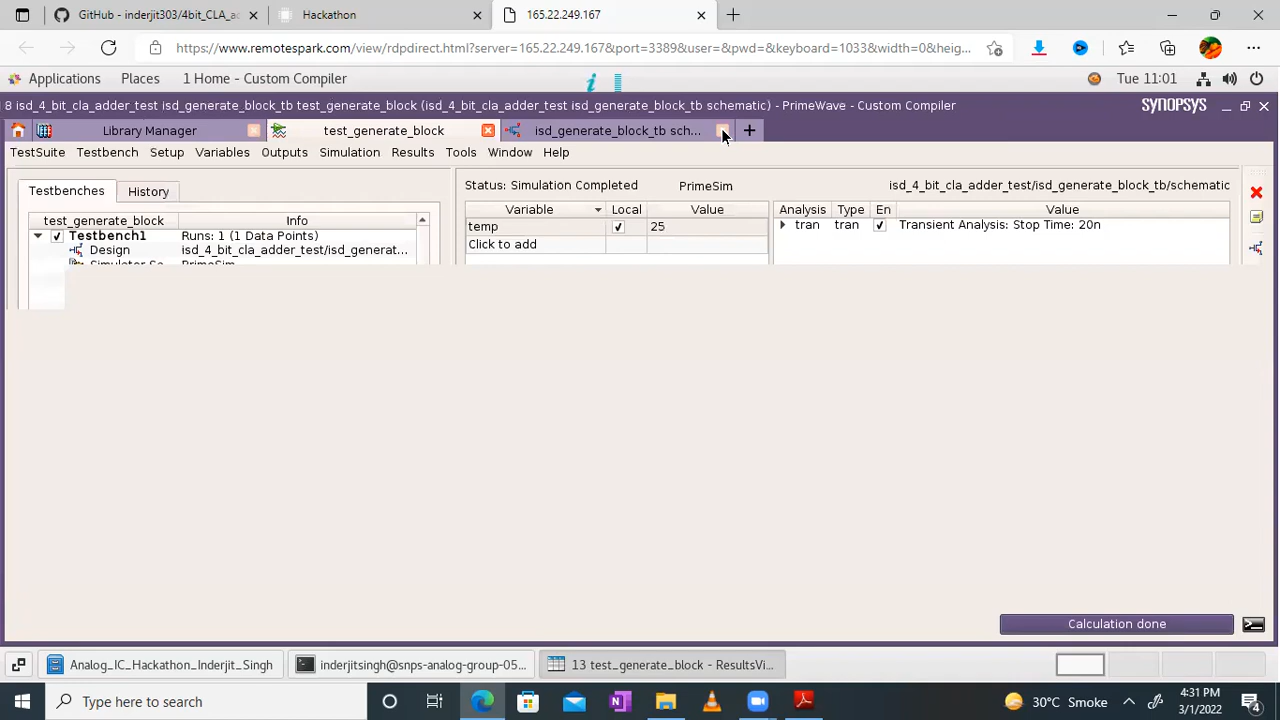 GitHub - inderjit303/4bit_CLA_ac
Hackathon
165.22.249.167
https://www.remotespark.com/view/rdpdirect.html?server=165.22.249.167&port=3389&user=&pwd=&keyboard=1033&width=0&heig...
Applications
Places
1 Home - Custom Compiler
Tue 11:01
8 isd_4_bit_cla_adder_test isd_generate_block_tb test_generate_block (isd_4_bit_cla_adder_test isd_generate_block_tb schematic) - PrimeWave - Custom Compiler
SYNOPSYS
Library Manager
test_generate_block
isd_generate_block_tb sch...
TestSuite Testbench Setup Variables Outputs Simulation Results Tools Window Help
Testbenches
History
Status: Simulation Completed
PrimeSim
isd_4_bit_cla_adder_test/isd_generate_block_tb/schematic
test_generate_block Info
Variable Local Value
Analysis Type En Value
Testbench1 Runs: 1 (1 Data Points)
temp 25
tran tran Transient Analysis: Stop Time: 20n
Design isd_4_bit_cla_adder_test/isd_generat...
Click to add
PrimeSim
Calculation done
Analog_IC_Hackathon_Inderjit_Singh
inderjitsingh@snps-analog-group-05...
13 test_generate_block - ResultsVi...
Type here to search
30°C Smoke
4:31 PM
3/1/2022
4